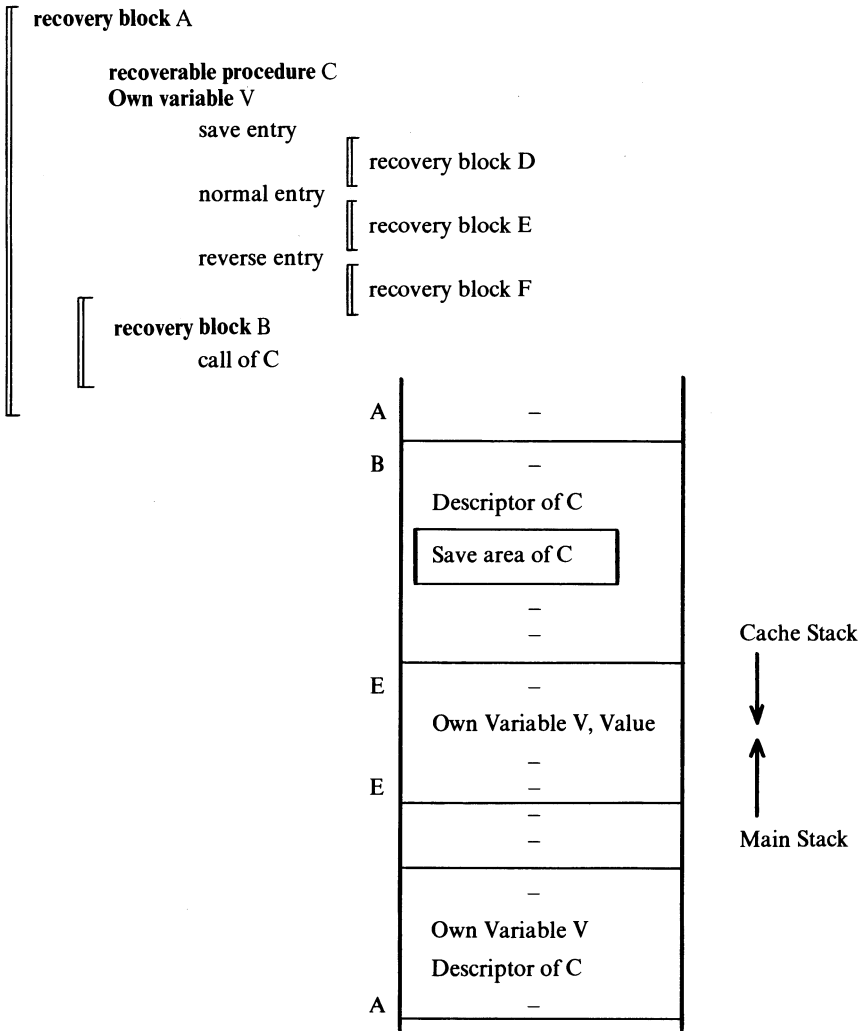 recovery block A
recoverable procedure C
Own variable V
save entry
recovery block D
normal entry
recovery block E
reverse entry
recovery block F
recovery block B
call of C
A –
B –
Descriptor of C
Save area of C
–
–
Cache Stack
E –
Own Variable V, Value
–
E –
–
–
Main Stack
–
Own Variable V
Descriptor of C
A –